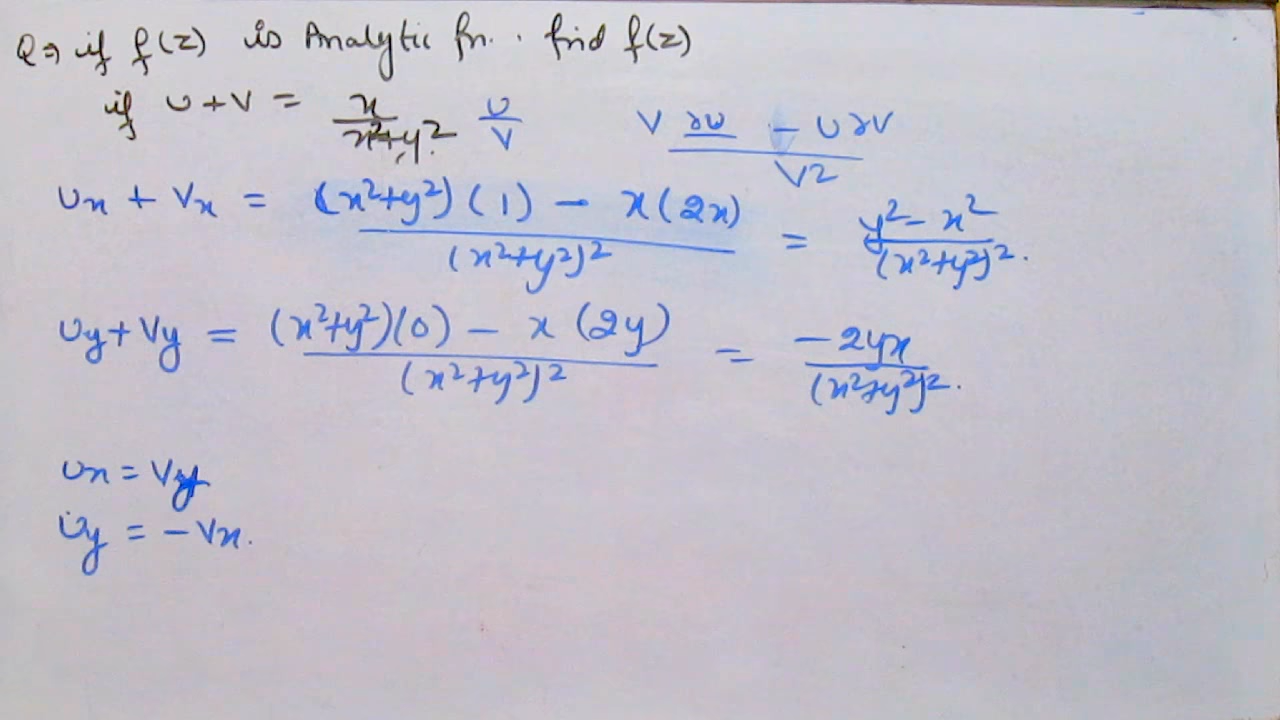 Q⇒ if f(z) is Analytic fn. . find f(z)
if u+v = x/(x²+y²) u/v (v ∂u - u∂v)/v²
ux + vx = ((x²+y²)(1) - x(2x))/(x²+y²)² = (y²-x²)/(x²+y²)².
uy + vy = ((x²+y²)(0) - x(2y))/(x²+y²)² = -2yx/(x²+y²)².
ux = vy
uy = -vx.